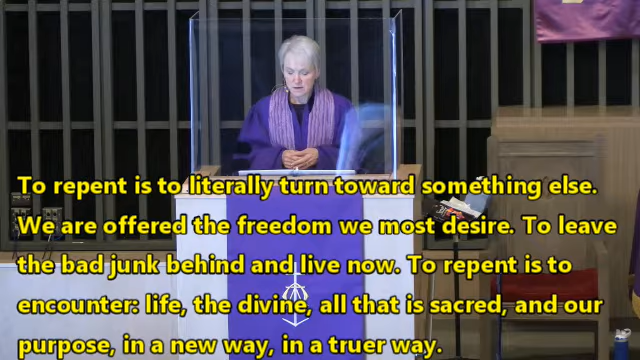 To repent is to literally turn toward something else.
We are offered the freedom we most desire. To leave
the bad junk behind and live now. To repent is to
encounter: life, the divine, all that is sacred, and our
purpose, in a new way, in a truer way.